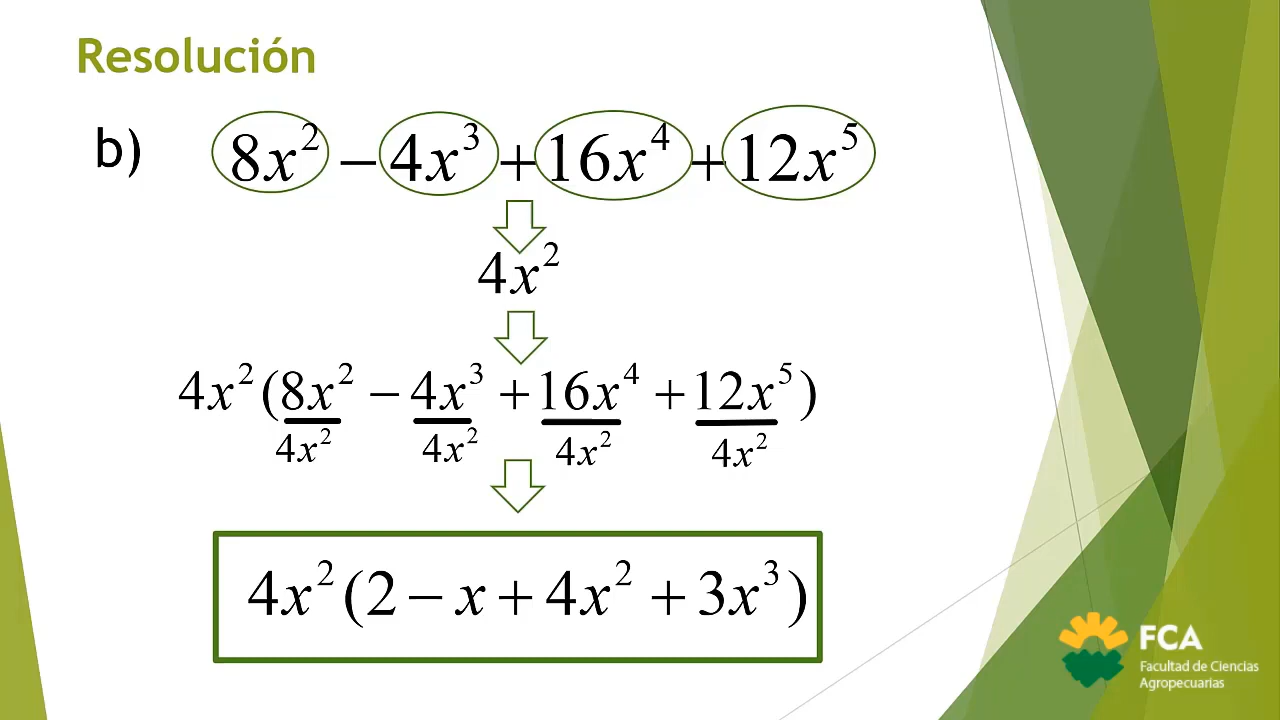 Resolución
b) 8x² − 4x³ + 16x⁴ + 12x⁵
4x²
4x²(8x² − 4x³ + 16x⁴ + 12x⁵)
4x² 4x² 4x² 4x²
4x²(2 − x + 4x² + 3x³)
FCA
Facultad de Ciencias
Agropecuarias